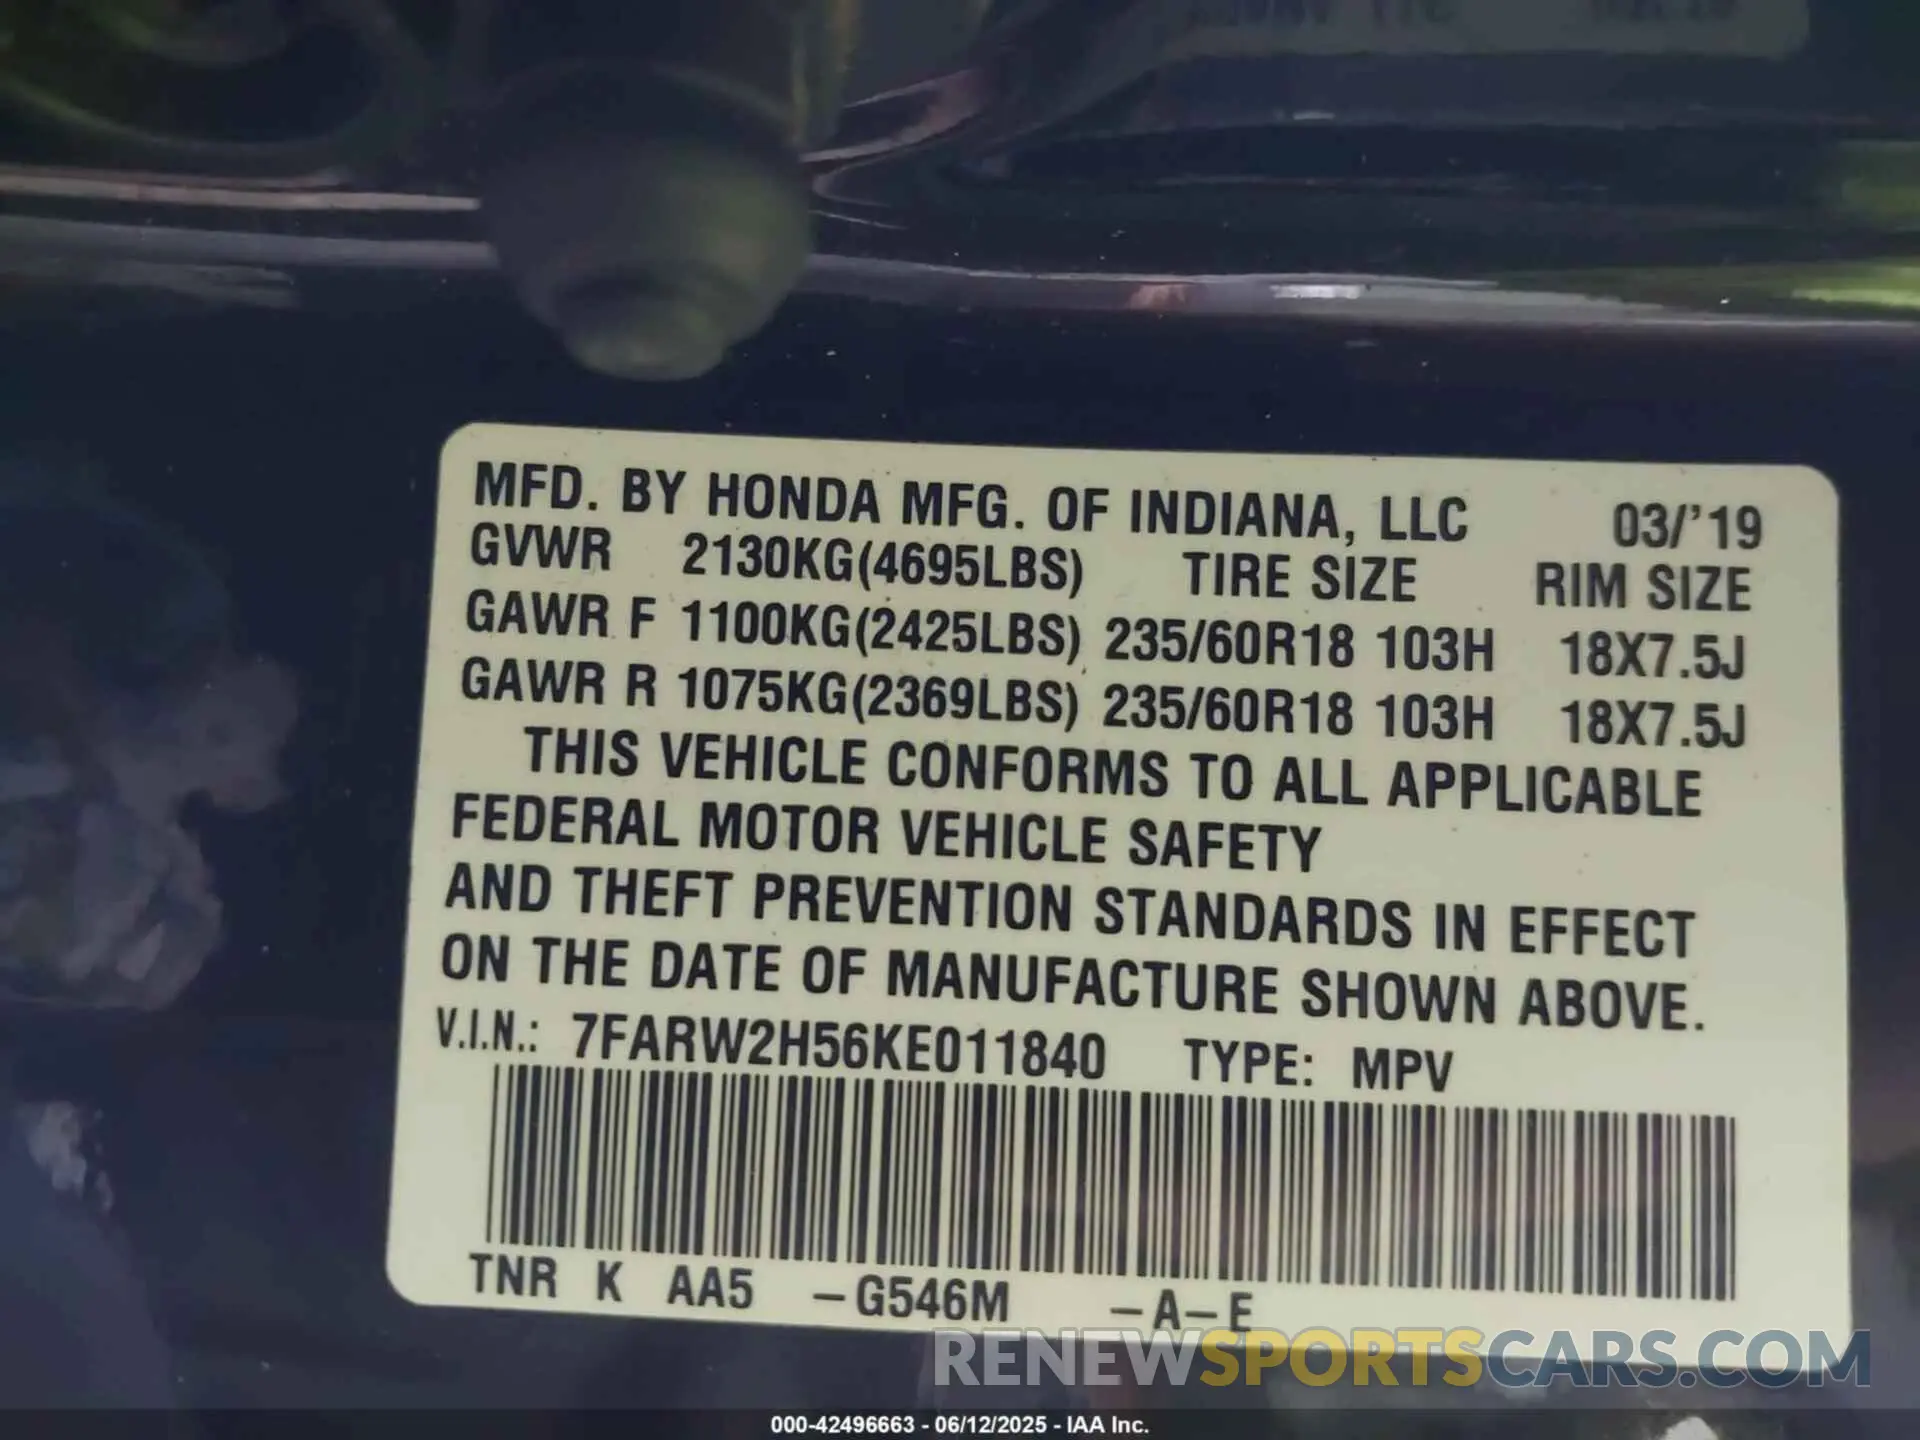 MFD. BY HONDA MFG. OF INDIANA, LLC 03/'19
GVWR 2130KG(4695LBS) TIRE SIZE RIM SIZE
GAWR F 1100KG(2425LBS) 235/60R18 103H 18X7.5J
GAWR R 1075KG(2369LBS) 235/60R18 103H 18X7.5J
THIS VEHICLE CONFORMS TO ALL APPLICABLE
FEDERAL MOTOR VEHICLE SAFETY
AND THEFT PREVENTION STANDARDS IN EFFECT
ON THE DATE OF MANUFACTURE SHOWN ABOVE.
V.I.N.: 7FARW2H56KE011840 TYPE: MPV
TNR K AA5 -G546M -A-E
RENEWSPORTSCARS.COM
000-42496663 - 06/12/2025 - IAA Inc.